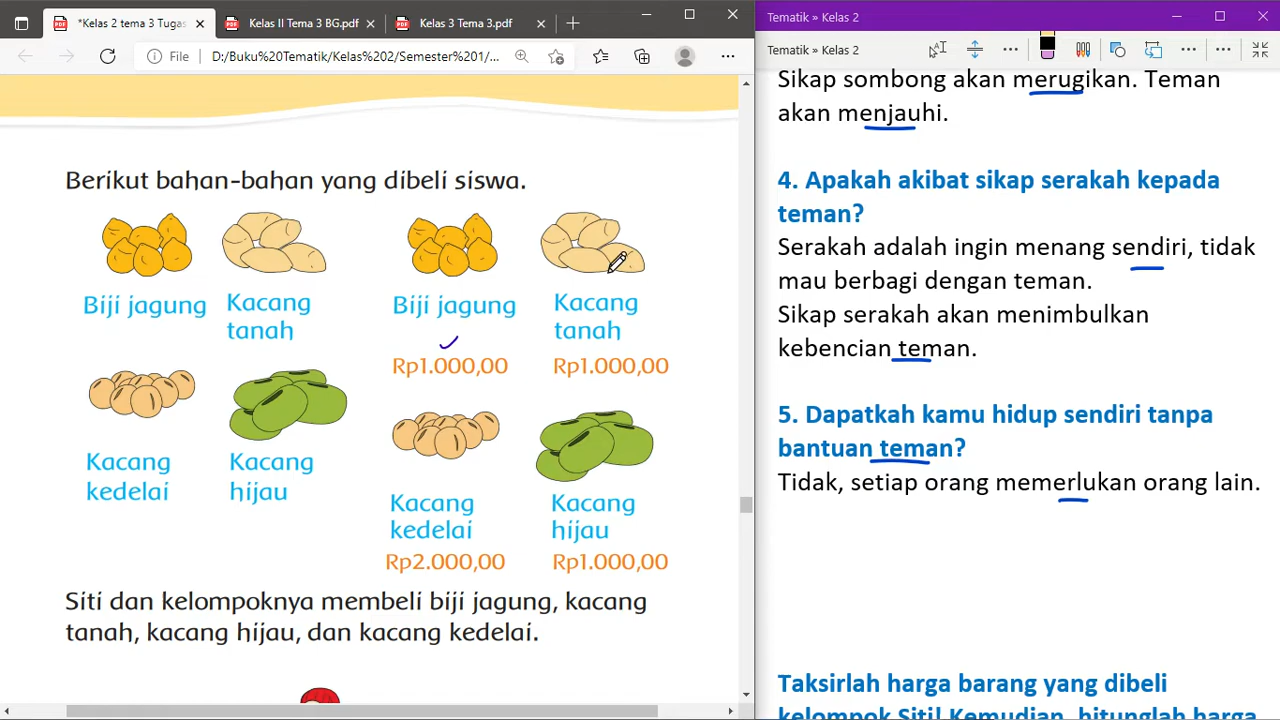 *Kelas 2 tema 3 Tugas
Kelas II Tema 3 BG.pdf
Kelas 3 Tema 3.pdf
File
D:/Buku%20Tematik/Kelas%202/Semester%201/...
Berikut bahan-bahan yang dibeli siswa.
Biji jagung
Kacang
tanah
Biji jagung
Rp1.000,00
Kacang
tanah
Rp1.000,00
Kacang
kedelai
Kacang
hijau
Kacang
kedelai
Rp2.000,00
Kacang
hijau
Rp1.000,00
Siti dan kelompoknya membeli biji jagung, kacang
tanah, kacang hijau, dan kacang kedelai.
Tematik » Kelas 2
Tematik » Kelas 2
Sikap sombong akan merugikan. Teman
akan menjauhi.
4. Apakah akibat sikap serakah kepada
teman?
Serakah adalah ingin menang sendiri, tidak
mau berbagi dengan teman.
Sikap serakah akan menimbulkan
kebencian teman.
5. Dapatkah kamu hidup sendiri tanpa
bantuan teman?
Tidak, setiap orang memerlukan orang lain.
Taksirlah harga barang yang dibeli
kelompok Siti! Kemudian, hitunglah harga